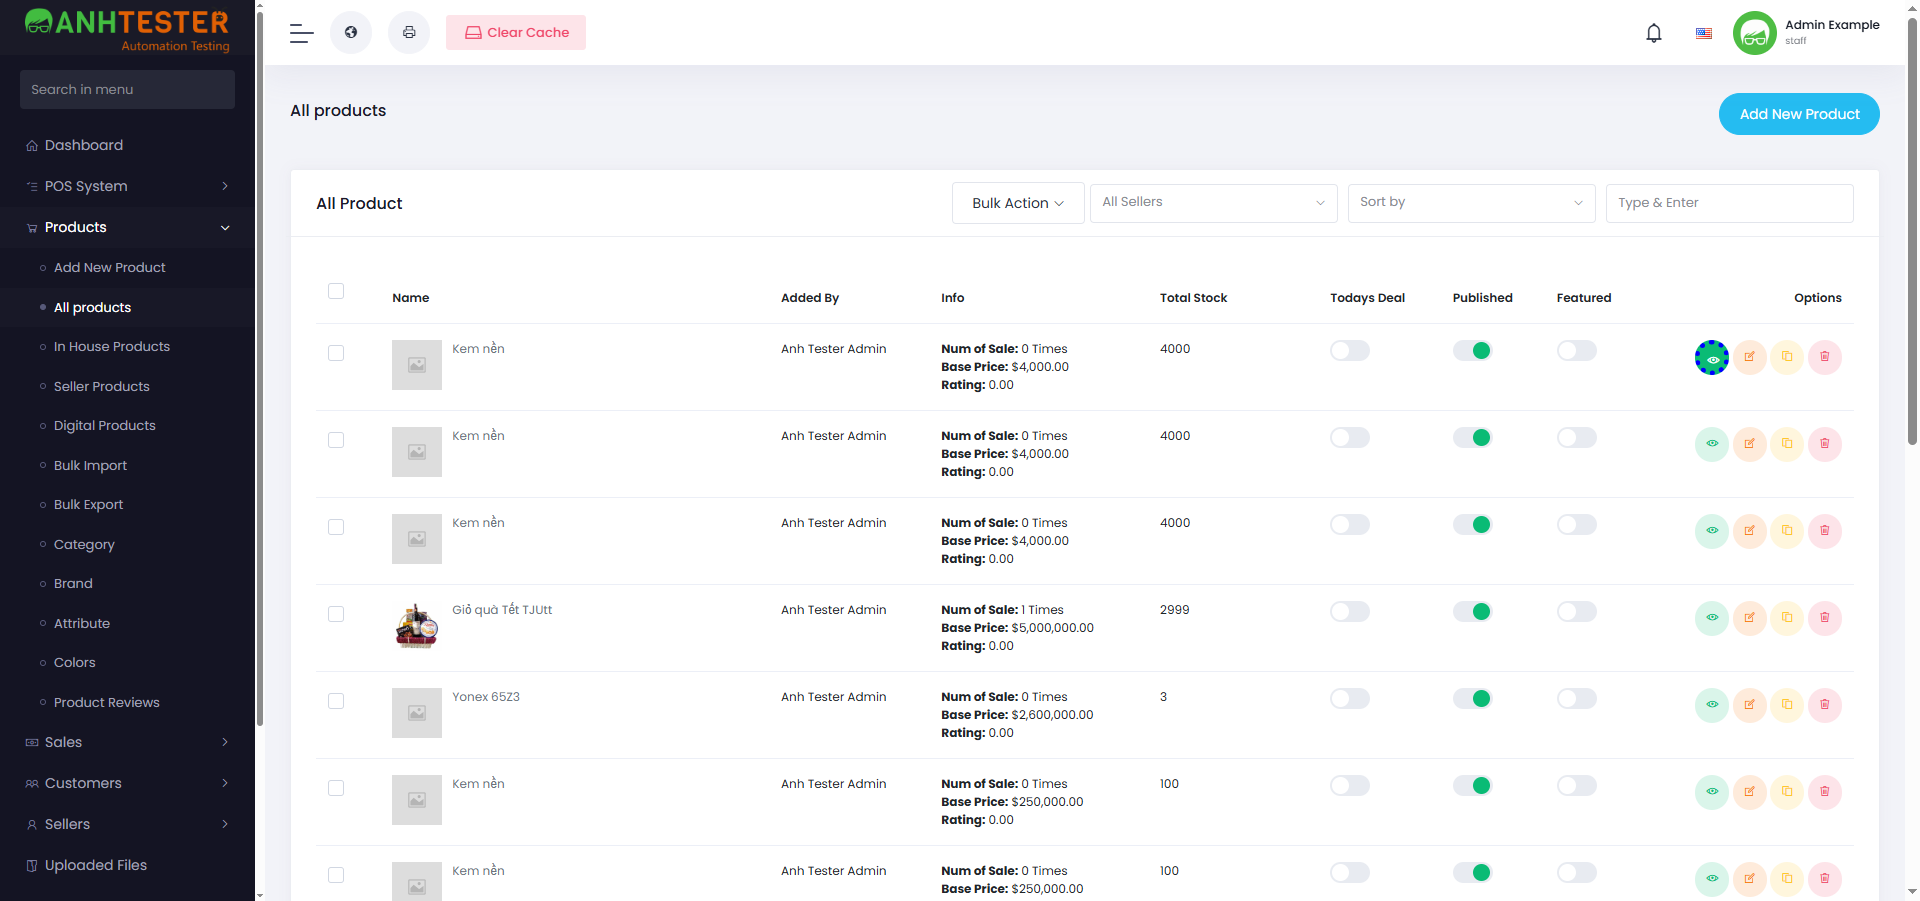 ANHTESTER
Automation Testing
Search in menu
Dashboard
POS System
Products
Add New Product
All products
In House Products
Seller Products
Digital Products
Bulk Import
Bulk Export
Category
Brand
Attribute
Colors
Product Reviews
Sales
Customers
Sellers
Uploaded Files
Clear Cache
Admin Example
staff
All products
Add New Product
All Product
Bulk Action
All Sellers
Sort by
Type & Enter
Name Added By Info Total Stock Todays Deal Published Featured Options
Kem nền Anh Tester Admin Num of Sale: 0 Times 4000
Base Price: $4,000.00
Rating: 0.00
Kem nền Anh Tester Admin Num of Sale: 0 Times 4000
Base Price: $4,000.00
Rating: 0.00
Kem nền Anh Tester Admin Num of Sale: 0 Times 4000
Base Price: $4,000.00
Rating: 0.00
Giỏ quà Tết TJUtt Anh Tester Admin Num of Sale: 1 Times 2999
Base Price: $5,000,000.00
Rating: 0.00
Yonex 65Z3 Anh Tester Admin Num of Sale: 0 Times 3
Base Price: $2,600,000.00
Rating: 0.00
Kem nền Anh Tester Admin Num of Sale: 0 Times 100
Base Price: $250,000.00
Rating: 0.00
Kem nền Anh Tester Admin Num of Sale: 0 Times 100
Base Price: $250,000.00